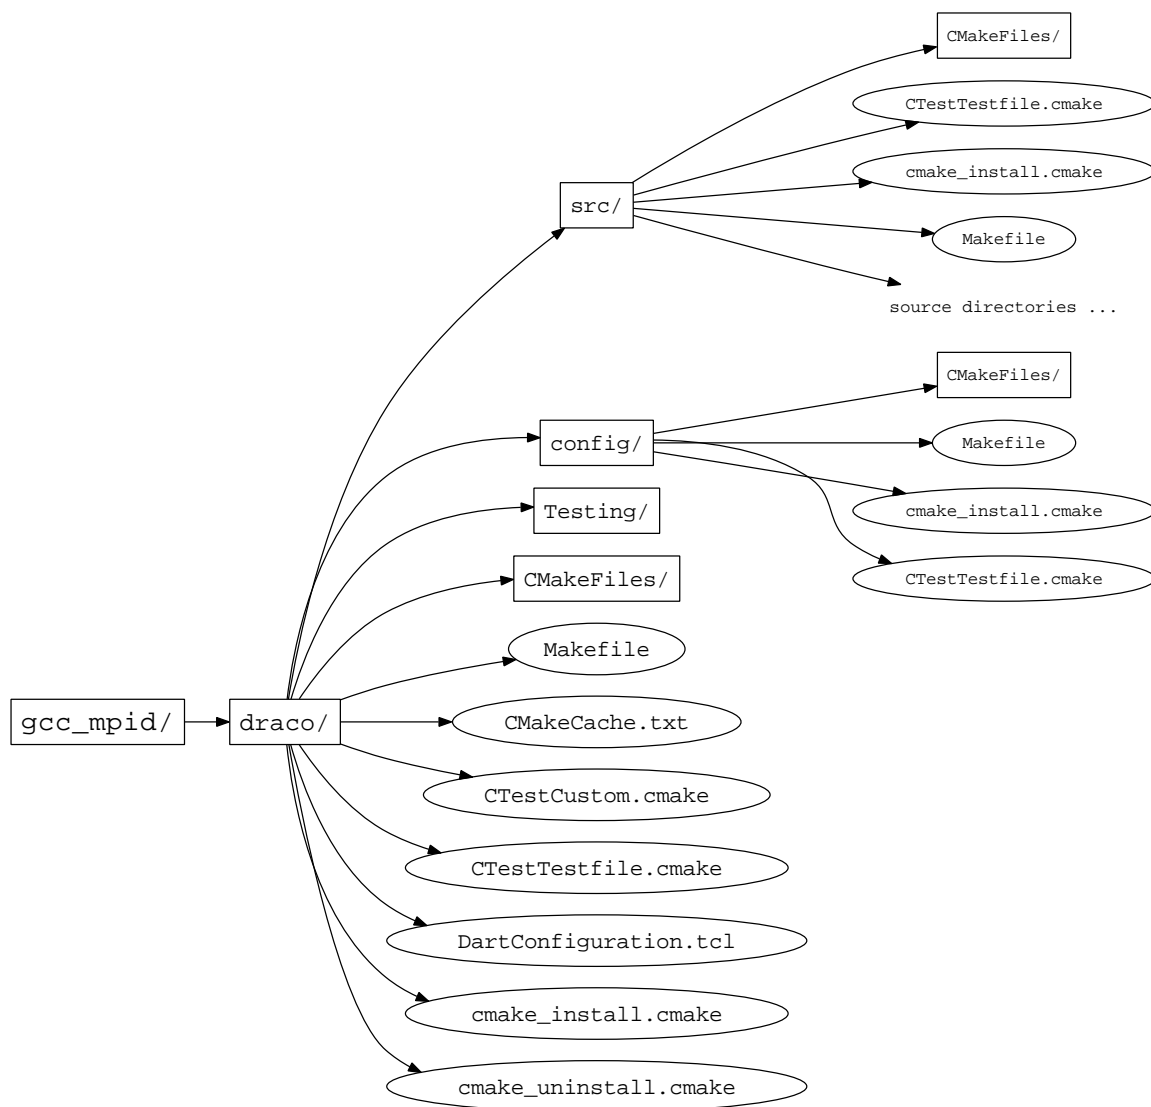 CMakeFiles/
CTestTestfile.cmake
cmake_install.cmake
src/
Makefile
source directories ...
CMakeFiles/
config/
Makefile
Testing/
cmake_install.cmake
CMakeFiles/
CTestTestfile.cmake
Makefile
gcc_mpid/
draco/
CMakeCache.txt
CTestCustom.cmake
CTestTestfile.cmake
DartConfiguration.tcl
cmake_install.cmake
cmake_uninstall.cmake